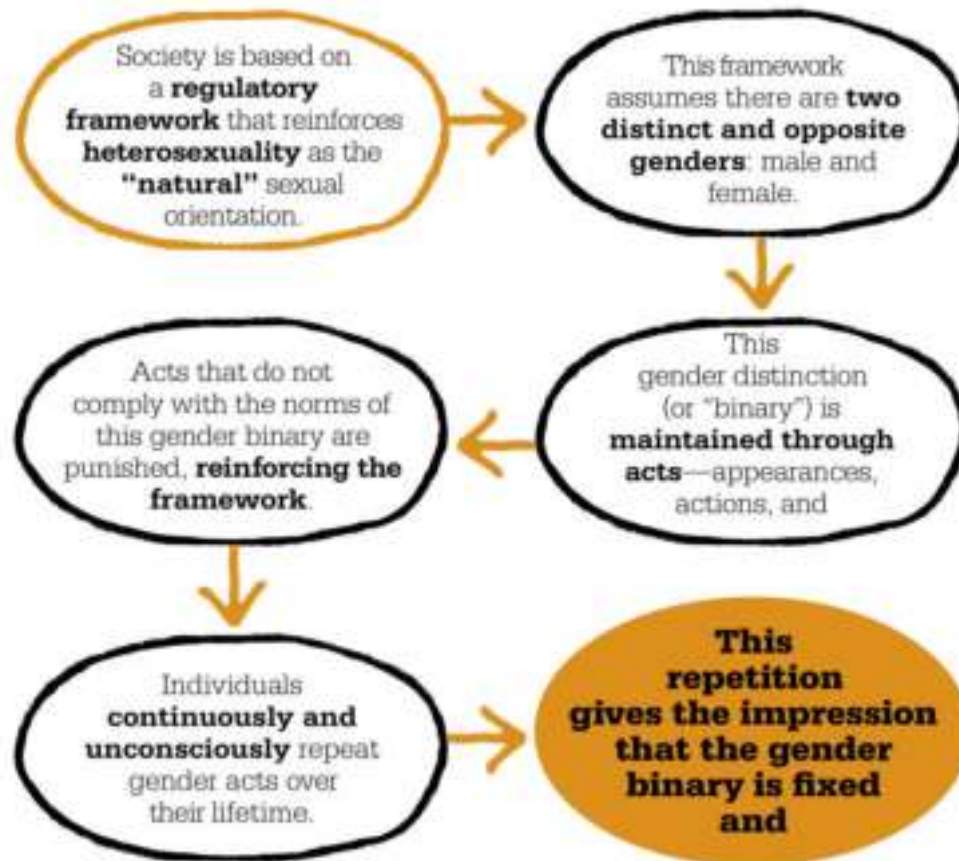 Society is based on
a regulatory
framework that reinforces
heterosexuality as the
“natural” sexual
orientation.
This framework
assumes there are two
distinct and opposite
genders: male and
female.
This
gender distinction
(or “binary”) is
maintained through
acts—appearances,
actions, and
Acts that do not
comply with the norms of
this gender binary are
punished, reinforcing the
framework.
Individuals
continuously and
unconsciously repeat
gender acts over
their lifetime.
This
repetition
gives the impression
that the gender
binary is fixed
and